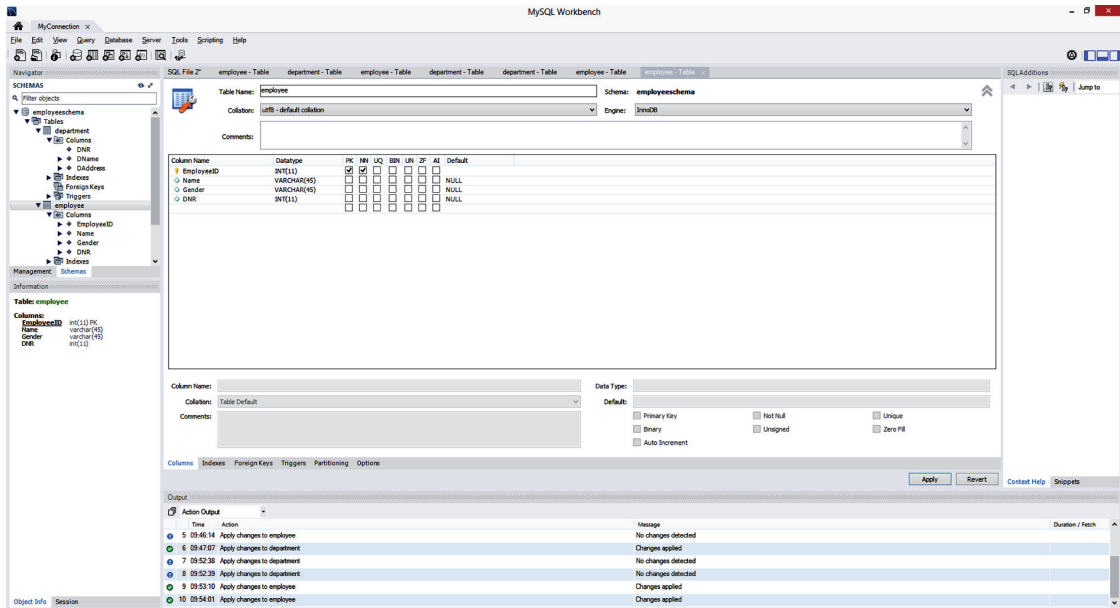 MySQL Workbench
MyConnection ×
File Edit View Query Database Server Tools Scripting Help
Navigator
SCHEMAS
Filter objects
employeeschema
Tables
department
Columns
DNR
DName
DAddress
Indexes
Foreign Keys
Triggers
employee
Columns
EmployeeID
Name
Gender
DNR
Indexes
Management Schemas
Information
Table: employee
Columns:
EmployeeID int(11) PK
Name varchar(45)
Gender varchar(45)
DNR int(11)
Object Info Session
SQL File 2* employee - Table department - Table employee - Table department - Table department - Table employee - Table employee - Table ×
Table Name: employee Schema: employeeschema
Collation: utf8 - default collation Engine: InnoDB
Comments:
Column Name Datatype PK NN UQ BIN UN ZF AI Default
EmployeeID INT(11)
Name VARCHAR(45) NULL
Gender VARCHAR(45) NULL
DNR INT(11) NULL
Column Name: Data Type:
Collation: Table Default Default:
Comments: Primary Key Not Null Unique
Binary Unsigned Zero Fill
Auto Increment
Columns Indexes Foreign Keys Triggers Partitioning Options
Apply Revert
Output
Action Output
Time Action Message Duration / Fetch
5 09:46:14 Apply changes to employee No changes detected
6 09:47:07 Apply changes to department Changes applied
7 09:52:38 Apply changes to department No changes detected
8 09:52:39 Apply changes to department No changes detected
9 09:53:10 Apply changes to employee Changes applied
10 09:54:01 Apply changes to employee Changes applied
SQLAdditions
Jump to
Context Help Snippets